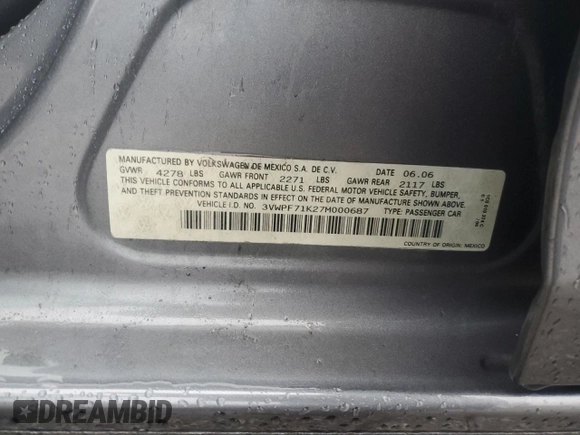 MANUFACTURED BY VOLKSWAGEN DE MEXICO S.A. DE C.V. DATE 06.06
GVWR 4278 LBS GAWR FRONT 2271 LBS GAWR REAR 2117 LBS
THIS VEHICLE CONFORMS TO ALL APPLICABLE U.S. FEDERAL MOTOR VEHICLE SAFETY, BUMPER,
AND THEFT PREVENTION STANDARDS IN EFFECT ON THE DATE OF MANUFACTURE SHOWN ABOVE.
VEHICLE I.D. NO. 3VWPF71K27M000687 TYPE: PASSENGER CAR
COUNTRY OF ORIGIN: MEXICO
DREAMBID